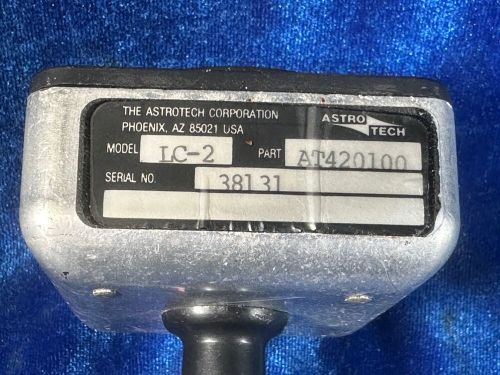 THE ASTROTECH CORPORATION
PHOENIX, AZ 85021 USA
ASTRO
TECH
MODEL LC-2 PART AT420100
SERIAL NO. 38131